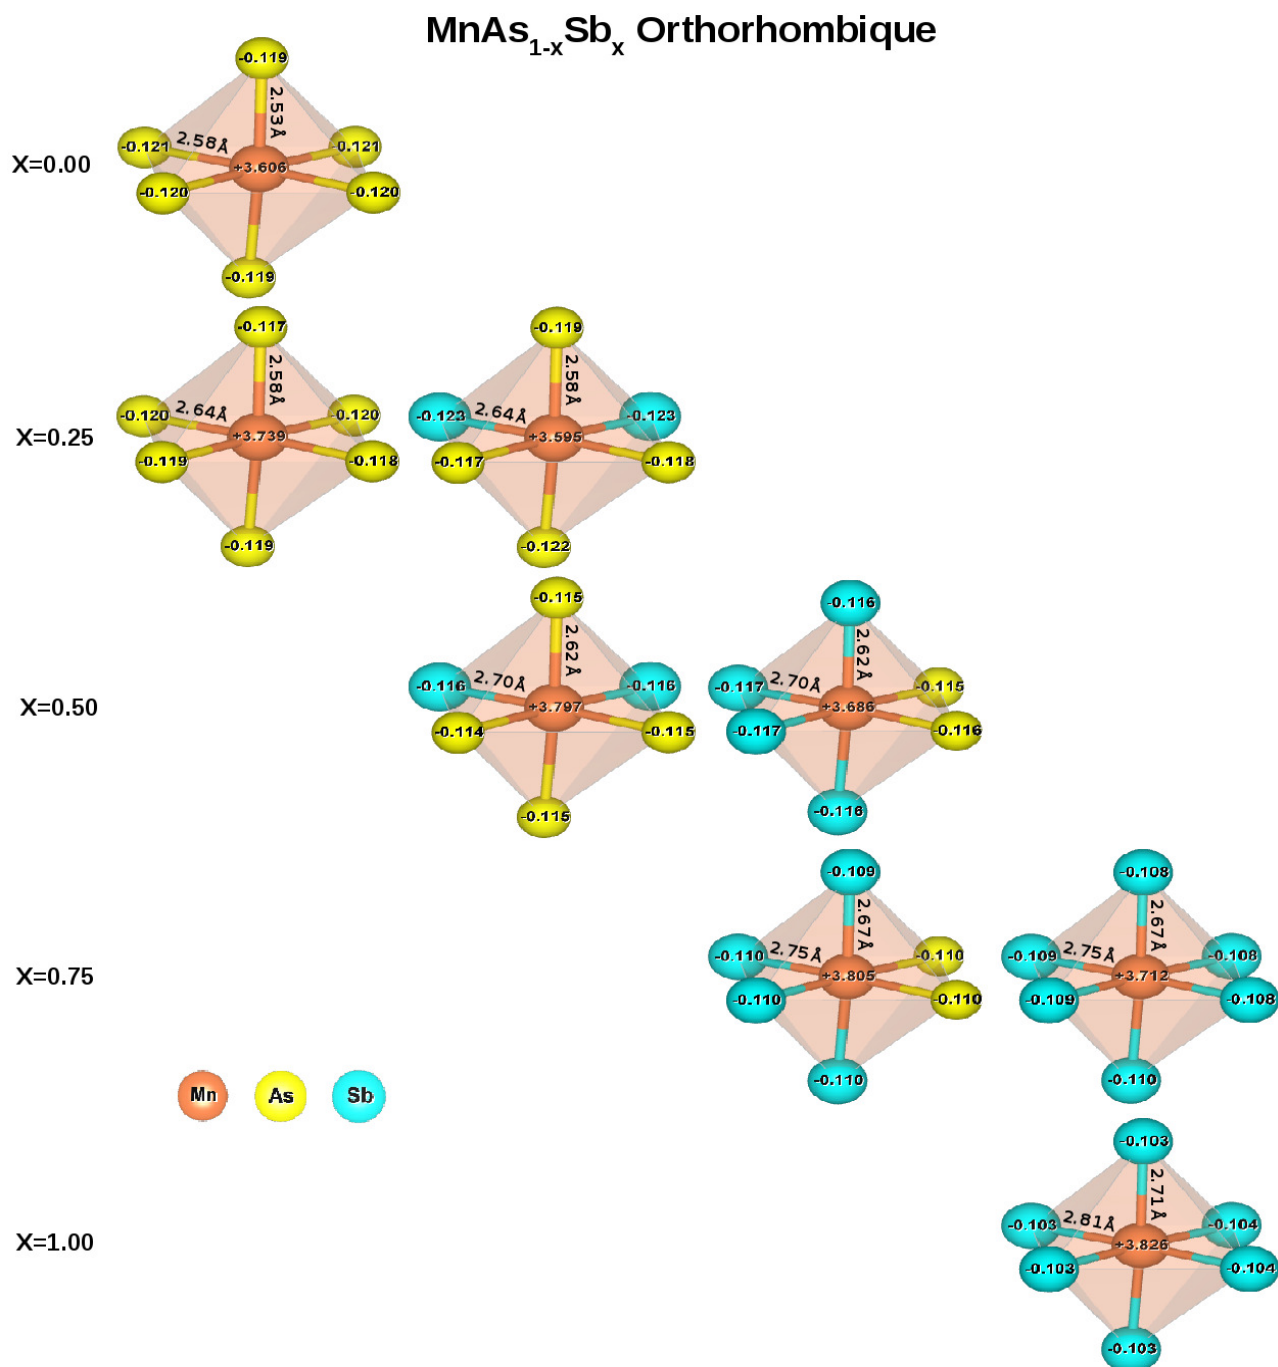 MnAs1-xSbx Orthorhombique
X=0.00
-0.119
2.53Å
-0.121
2.58Å
-0.121
+3.606
-0.120
-0.120
-0.119
X=0.25
-0.117
2.58Å
-0.120
2.64Å
-0.120
+3.739
-0.119
-0.118
-0.119
-0.119
2.58Å
-0.123
2.64Å
-0.123
+3.595
-0.117
-0.118
-0.122
X=0.50
-0.115
2.62Å
-0.116
2.70Å
-0.116
+3.797
-0.114
-0.115
-0.115
-0.116
2.62Å
-0.117
2.70Å
-0.115
+3.686
-0.117
-0.116
-0.116
X=0.75
-0.109
2.67Å
-0.110
2.75Å
-0.110
+3.805
-0.110
-0.110
-0.110
-0.108
2.67Å
-0.109
2.75Å
-0.108
+3.712
-0.109
-0.108
-0.110
Mn
As
Sb
X=1.00
-0.103
2.71Å
-0.103
2.81Å
-0.104
+3.826
-0.103
-0.104
-0.103